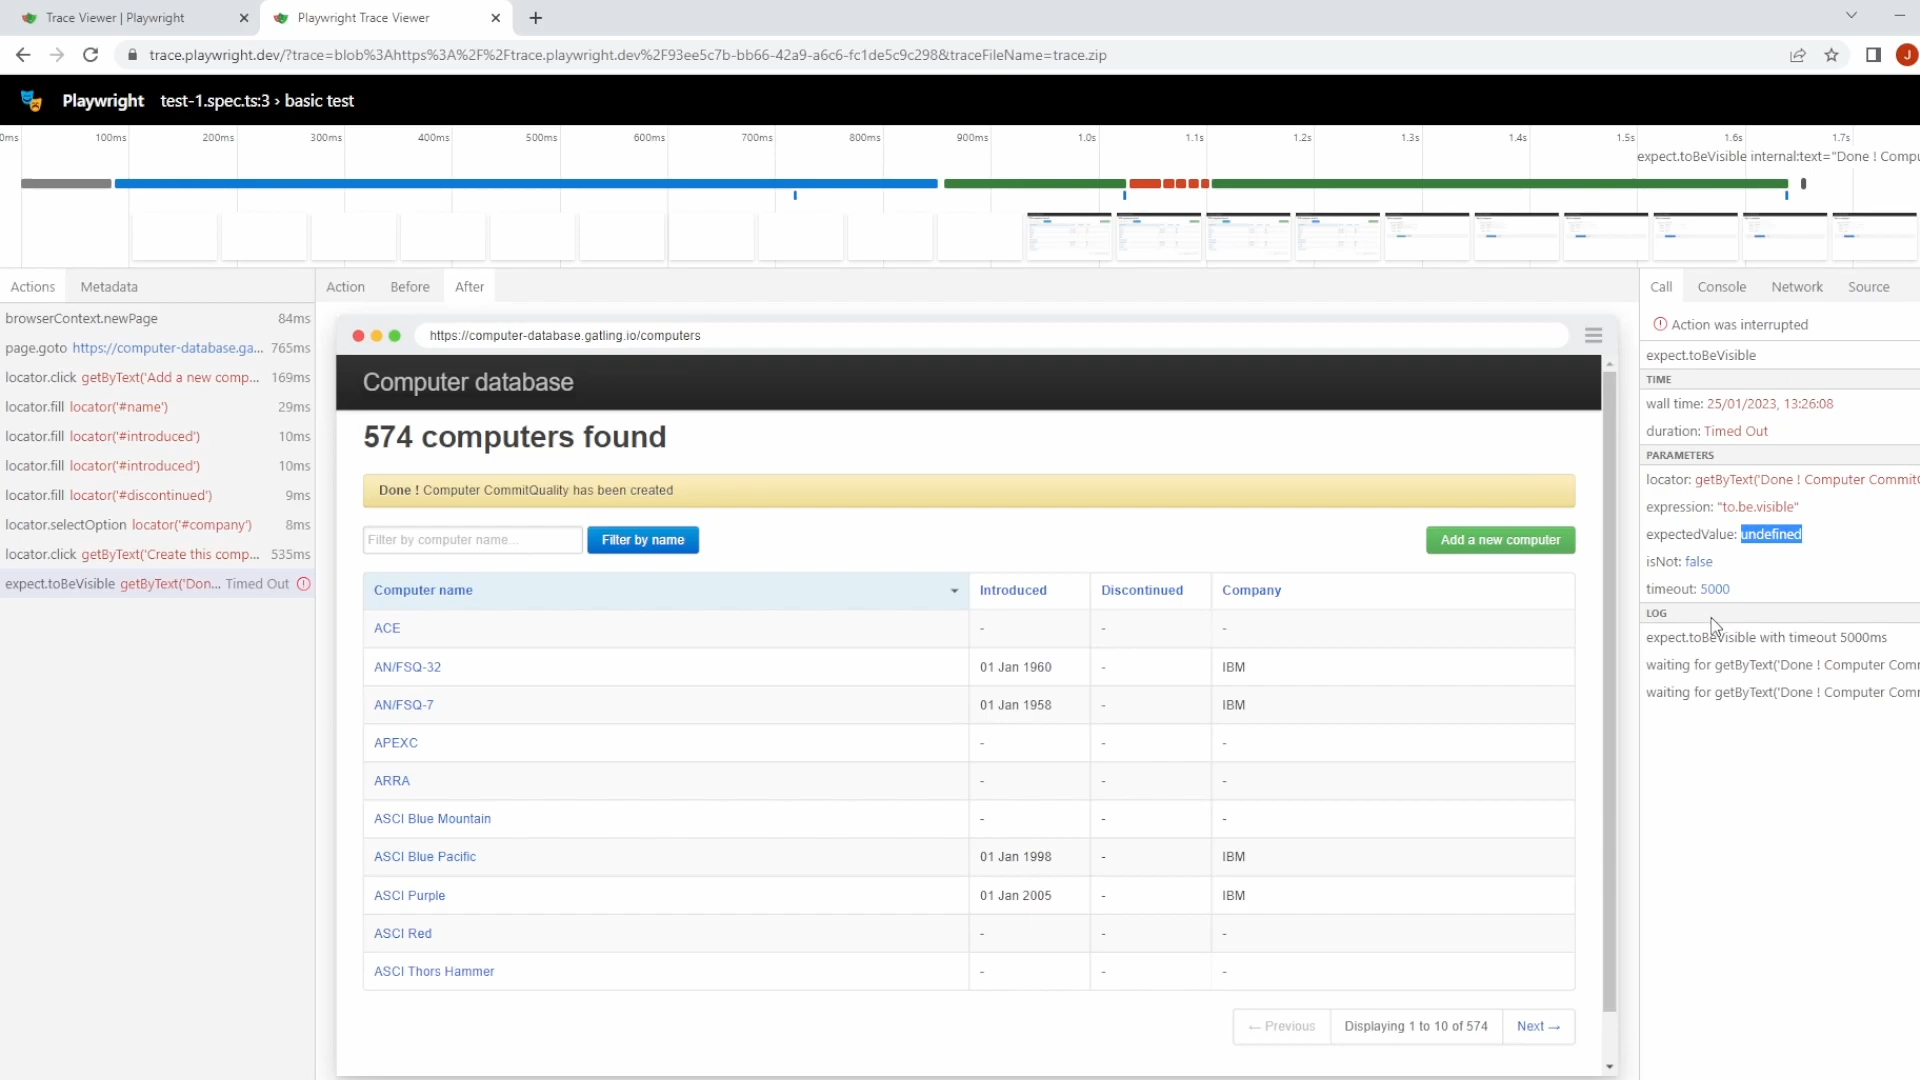 Trace Viewer | Playwright
Playwright Trace Viewer
trace.playwright.dev/?trace=blob%3Ahttps%3A%2F%2Ftrace.playwright.dev%2F93ee5c7b-bb66-42a9-a6c6-fc1de5c9c298&traceFileName=trace.zip
J
Playwright test-1.spec.ts:3 › basic test
0ms 100ms 200ms 300ms 400ms 500ms 600ms 700ms 800ms 900ms 1.0s 1.1s 1.2s 1.3s 1.4s 1.5s 1.6s 1.7s
expect.toBeVisible internal:text="Done ! Compu
Actions Metadata
browserContext.newPage 84ms
page.goto https://computer-database.ga... 765ms
locator.click getByText('Add a new comp... 169ms
locator.fill locator('#name') 29ms
locator.fill locator('#introduced') 10ms
locator.fill locator('#introduced') 10ms
locator.fill locator('#discontinued') 9ms
locator.selectOption locator('#company') 8ms
locator.click getByText('Create this comp... 535ms
expect.toBeVisible getByText('Don... Timed Out
Action Before After
https://computer-database.gatling.io/computers
Computer database
574 computers found
Done ! Computer CommitQuality has been created
Filter by computer name... Filter by name Add a new computer
Computer name Introduced Discontinued Company
ACE - - -
AN/FSQ-32 01 Jan 1960 - IBM
AN/FSQ-7 01 Jan 1958 - IBM
APEXC - - -
ARRA - - -
ASCI Blue Mountain - - -
ASCI Blue Pacific 01 Jan 1998 - IBM
ASCI Purple 01 Jan 2005 - IBM
ASCI Red - - -
ASCI Thors Hammer - - -
← Previous Displaying 1 to 10 of 574 Next →
Call Console Network Source
Action was interrupted
expect.toBeVisible
TIME
wall time: 25/01/2023, 13:26:08
duration: Timed Out
PARAMETERS
locator: getByText('Done ! Computer Commit
expression: "to.be.visible"
expectedValue: undefined
isNot: false
timeout: 5000
LOG
expect.toBeVisible with timeout 5000ms
waiting for getByText('Done ! Computer Com
waiting for getByText('Done ! Computer Com